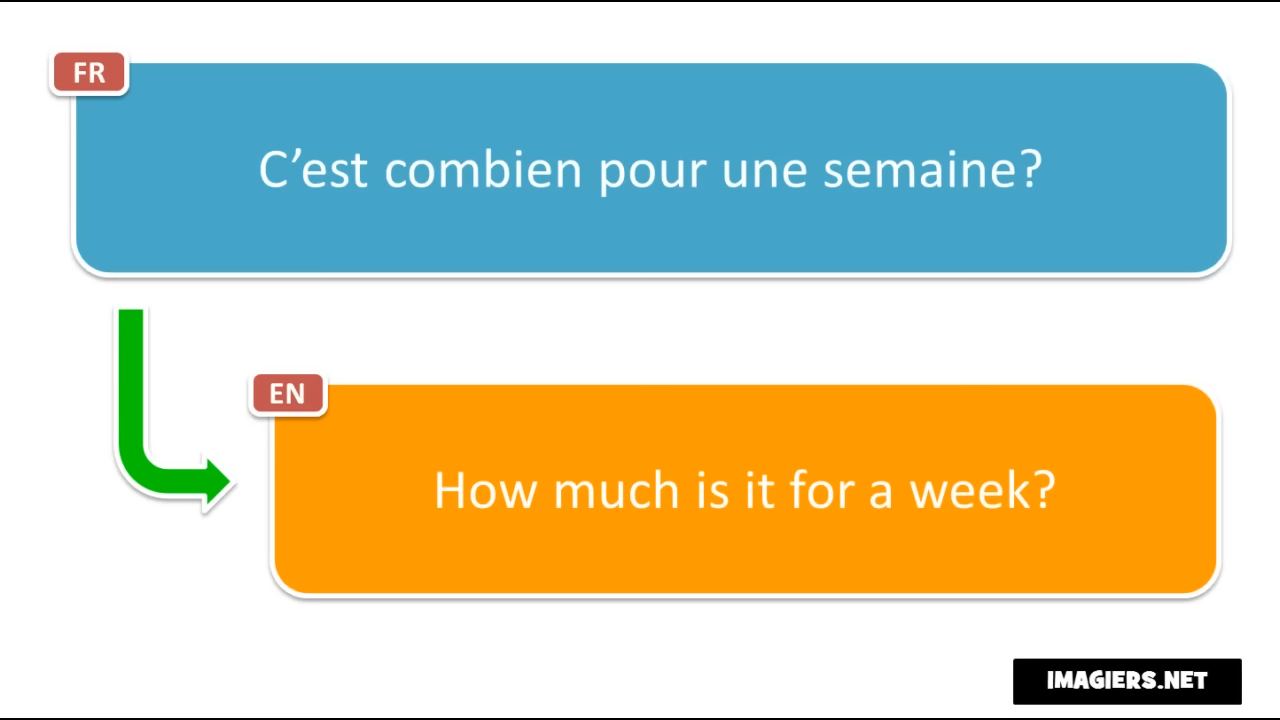 FR
C’est combien pour une semaine?
EN
How much is it for a week?
IMAGIERS.NET